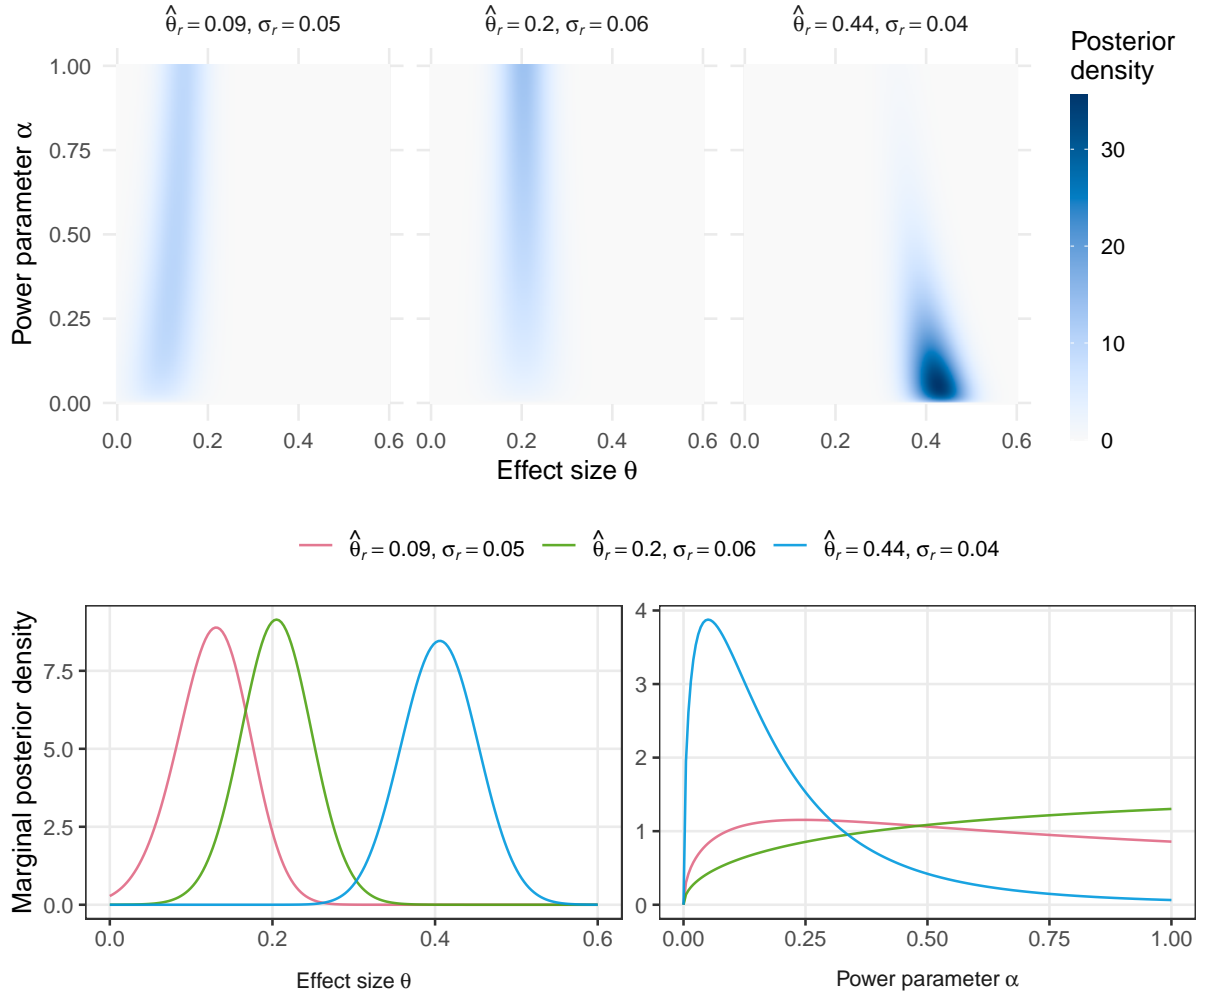 θ̂r = 0.09, σr = 0.05
θ̂r = 0.2, σr = 0.06
θ̂r = 0.44, σr = 0.04
Posterior
density
30
20
10
0
Power parameter α
1.00
0.75
0.50
0.25
0.00
0.0 0.2 0.4 0.6
0.0 0.2 0.4 0.6
0.0 0.2 0.4 0.6
Effect size θ
θ̂r = 0.09, σr = 0.05
θ̂r = 0.2, σr = 0.06
θ̂r = 0.44, σr = 0.04
Marginal posterior density
7.5
5.0
2.5
0.0
0.0 0.2 0.4 0.6
Effect size θ
4
3
2
1
0
0.00 0.25 0.50 0.75 1.00
Power parameter α